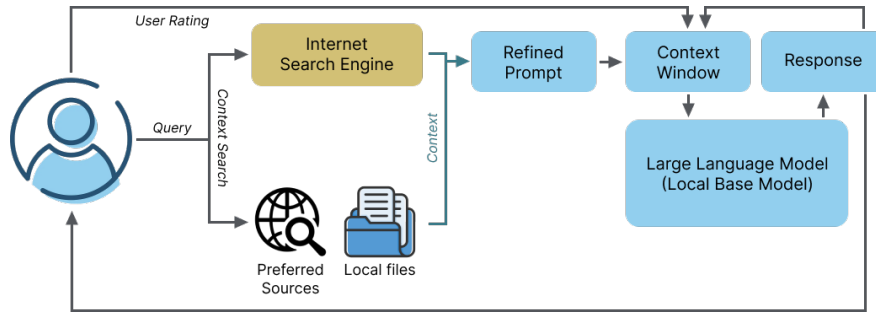 User Rating
Internet
Search Engine
Refined
Prompt
Context
Window
Response
Query
Context Search
Context
Large Language Model
(Local Base Model)
Preferred
Sources
Local files